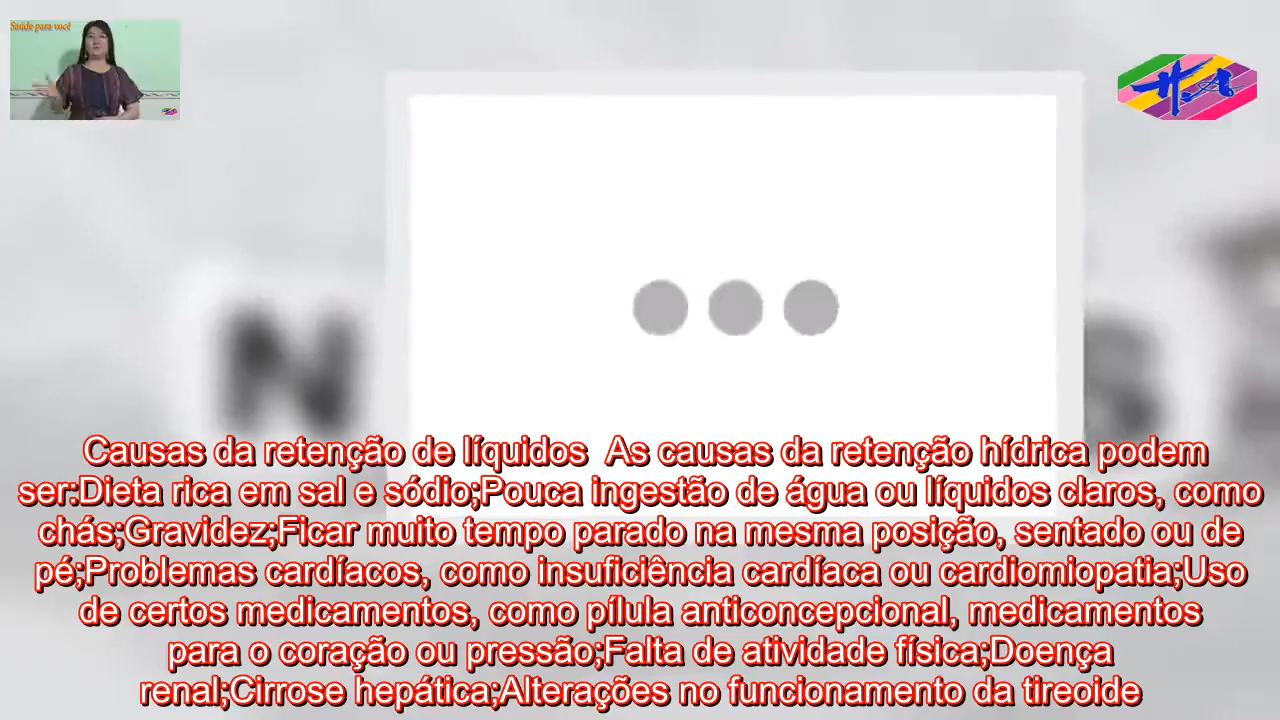 Saúde para você
H.A
N
S
Causas da retenção de líquidos  As causas da retenção hídrica podem
ser:Dieta rica em sal e sódio;Pouca ingestão de água ou líquidos claros, como
chás;Gravidez;Ficar muito tempo parado na mesma posição, sentado ou de
pé;Problemas cardíacos, como insuficiência cardíaca ou cardiomiopatia;Uso
de certos medicamentos, como pílula anticoncepcional, medicamentos
para o coração ou pressão;Falta de atividade física;Doença
renal;Cirrose hepática;Alterações no funcionamento da tireoide